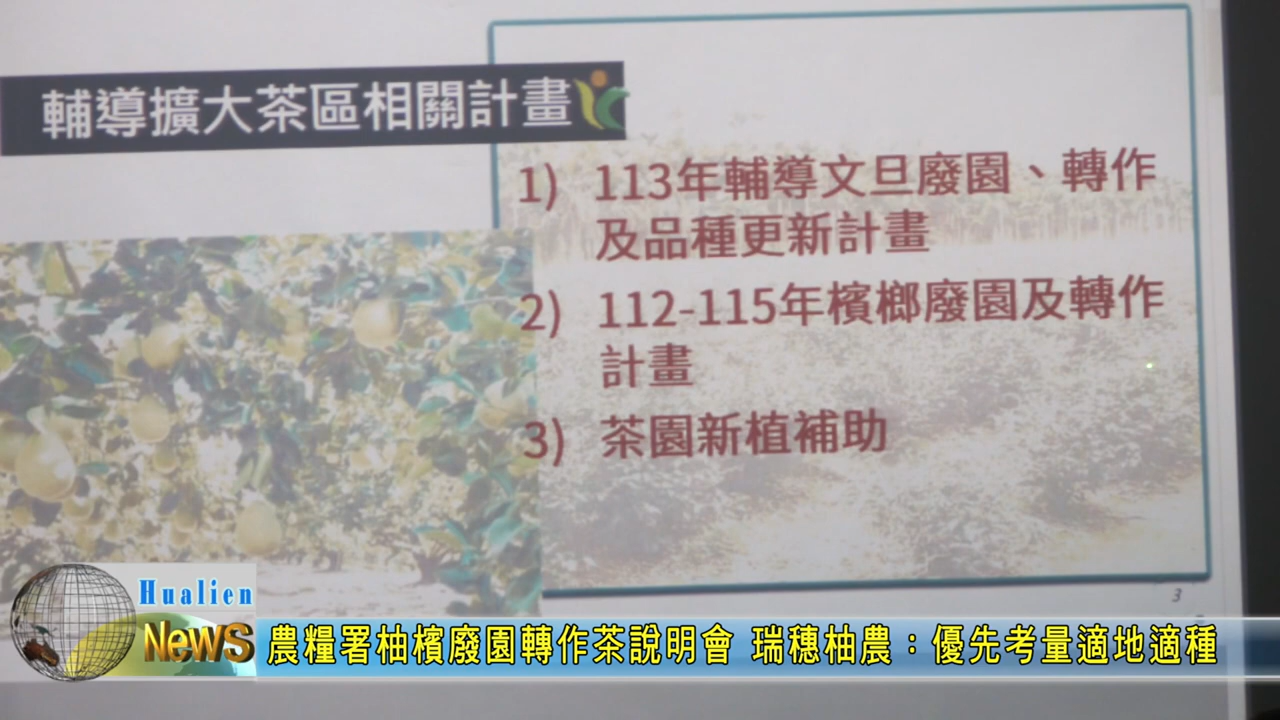 輔導擴大茶區相關計畫
1) 113年輔導文旦廢園、轉作
及品種更新計畫
2) 112-115年檳榔廢園及轉作
計畫
3) 茶園新植補助
3
Hualien
News
農糧署柚檳廢園轉作茶說明會 瑞穗柚農：優先考量適地適種